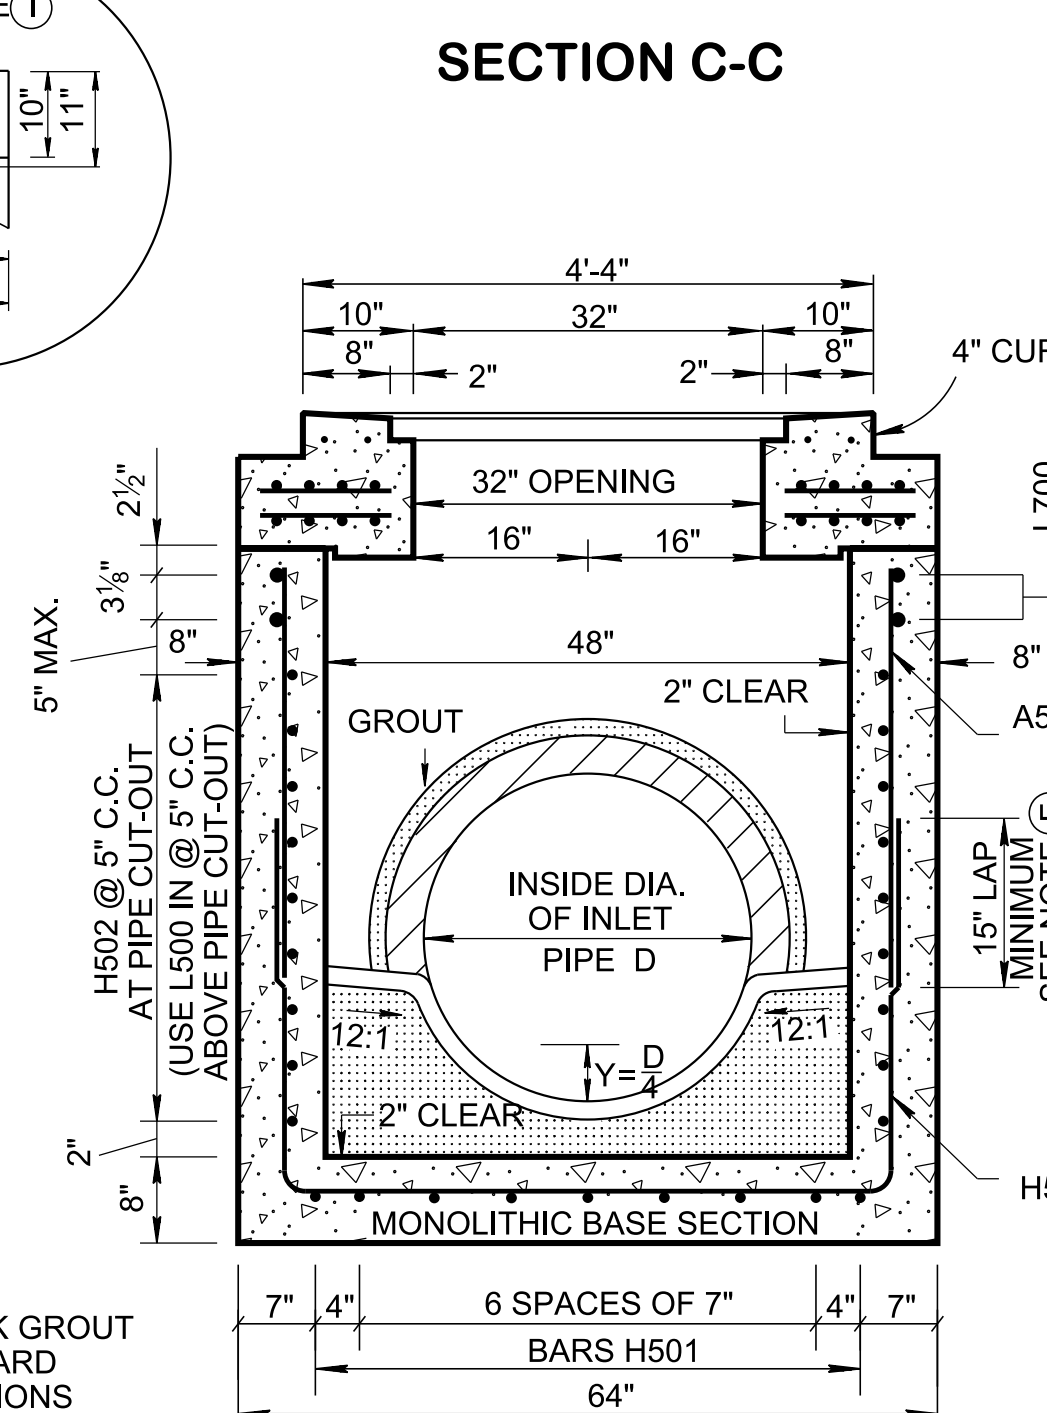 1
10"
11"
SECTION C-C
4'-4"
10"
32"
10"
8"
2"
2"
8"
4"
2½"
32" OPENING
16"
16"
3⅛"
5" MAX.
8"
48"
8"
2" CLEAR
GROUT
H502 @ 5" C.C.
AT PIPE CUT-OUT
(USE L500 IN @ 5" C.C.
ABOVE PIPE CUT-OUT)
INSIDE DIA.
OF INLET
PIPE D
15" LAP
MINIMUM
SEE NOTE
12:1
12:1
Y=D/4
2" CLEAR
2"
8"
MONOLITHIC BASE SECTION
7"
4"
6 SPACES OF 7"
4"
7"
BARS H501
64"
GROUT